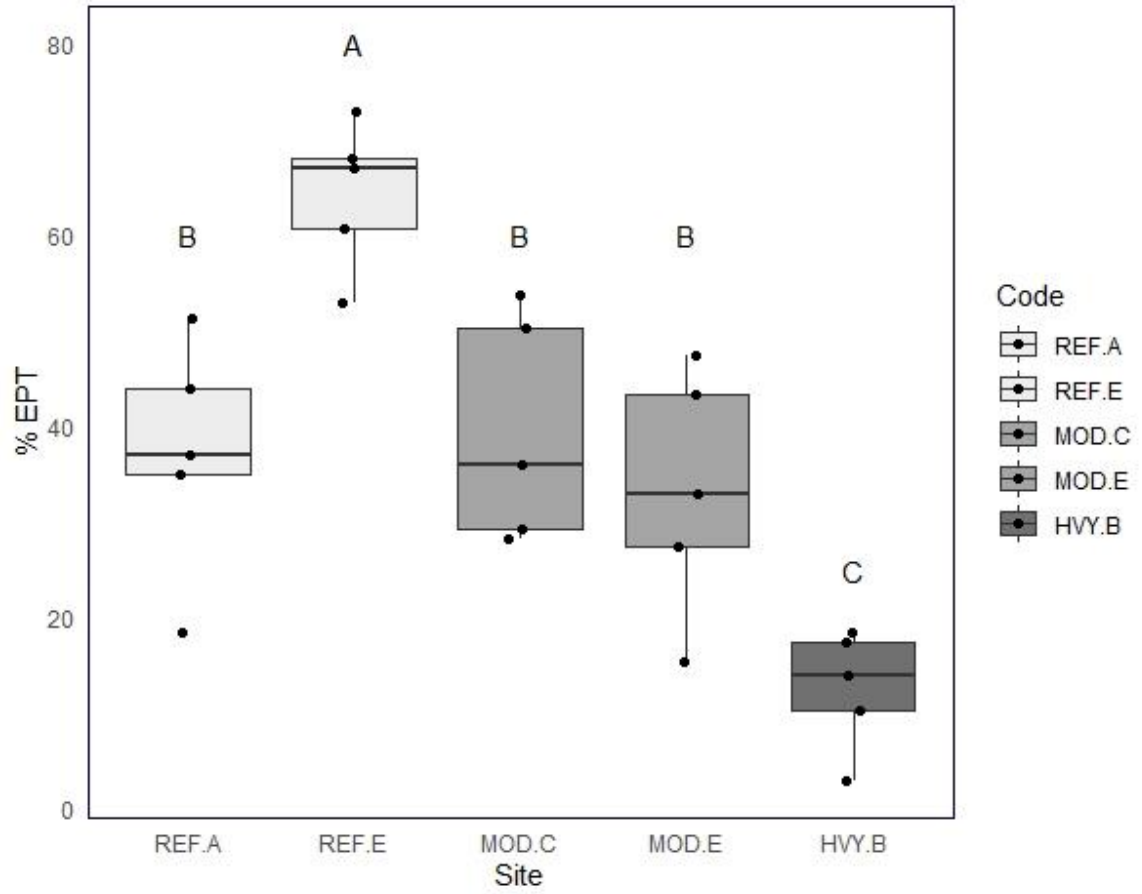 80
60
40
20
0
% EPT
A
B
B
B
C
REF.A
REF.E
MOD.C
MOD.E
HVY.B
Site
Code
REF.A
REF.E
MOD.C
MOD.E
HVY.B